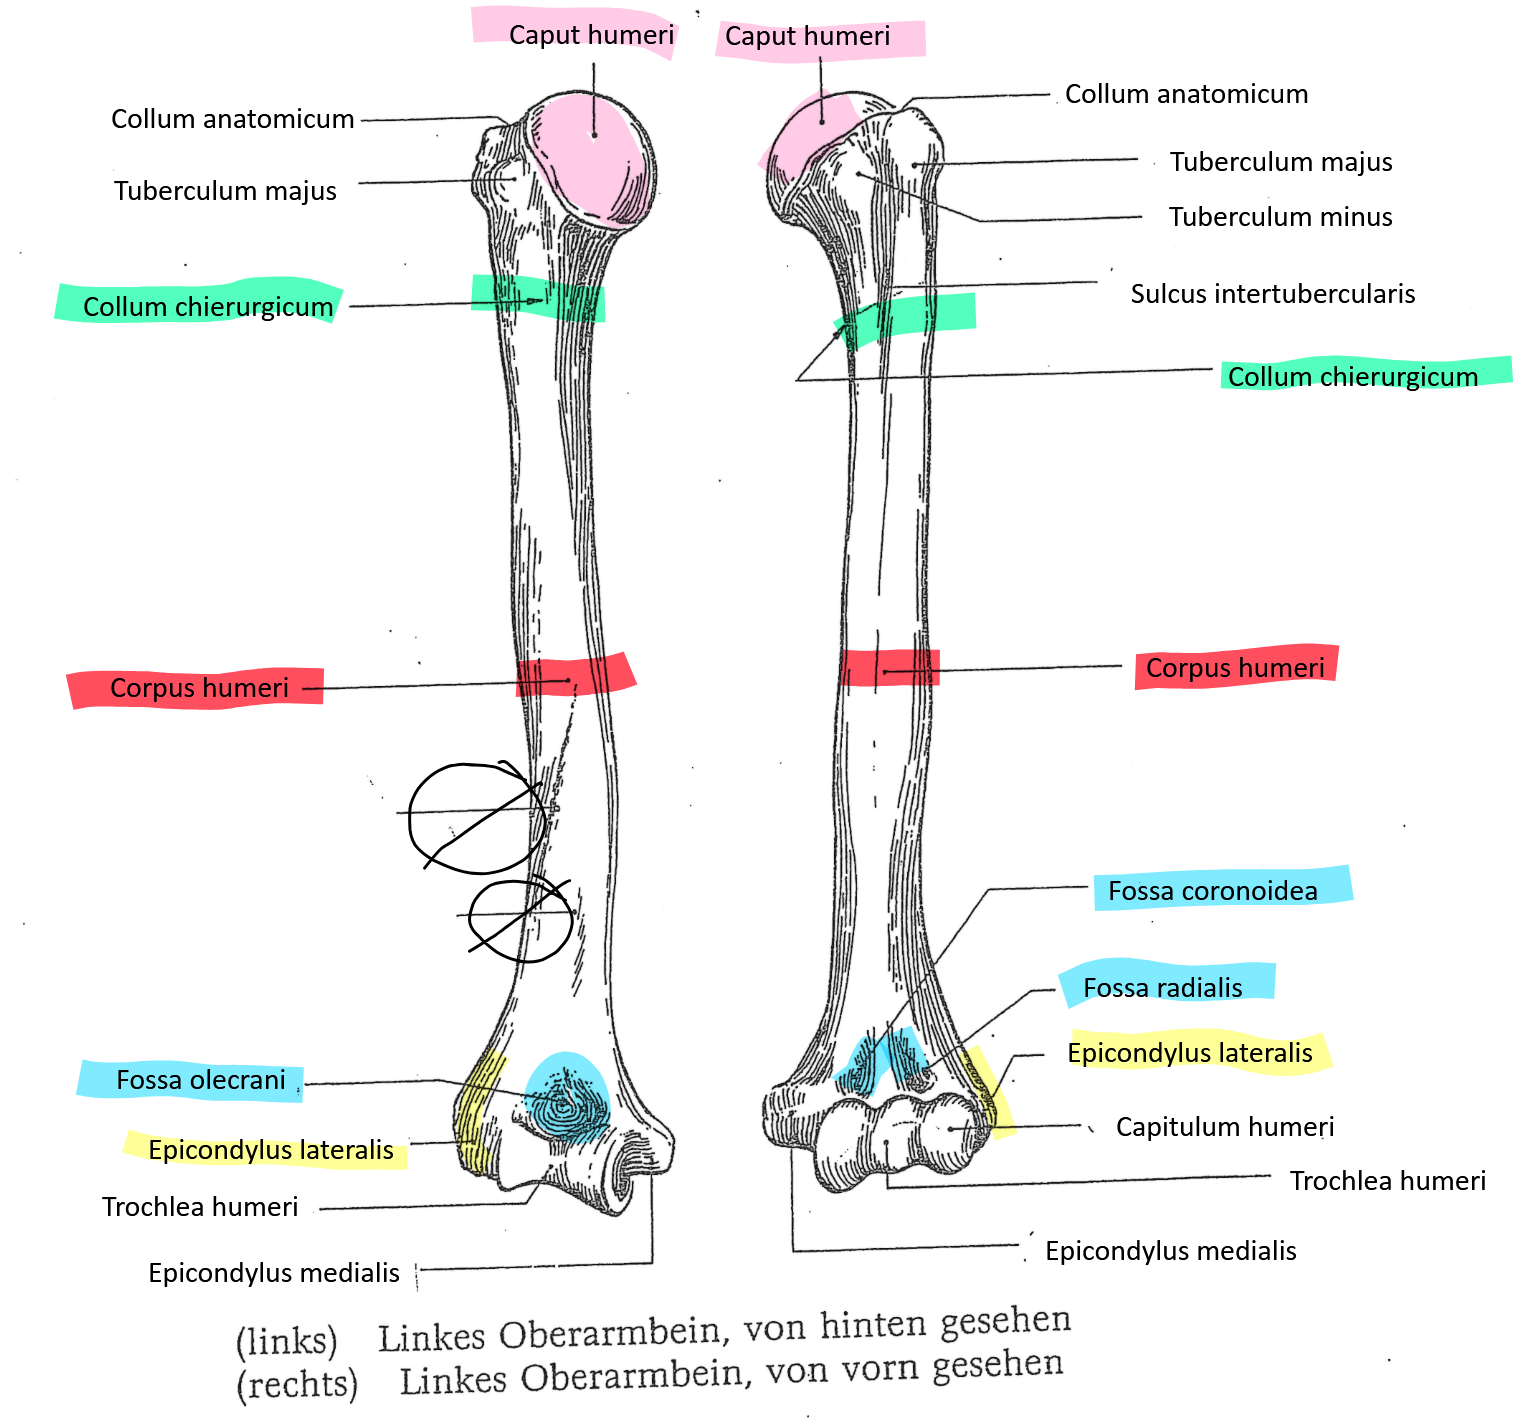 Caput humeri
Caput humeri
Collum anatomicum
Collum anatomicum
Tuberculum majus
Tuberculum majus
Tuberculum minus
Collum chierurgicum
Sulcus intertubercularis
Collum chierurgicum
Corpus humeri
Corpus humeri
Fossa coronoidea
Fossa radialis
Epicondylus lateralis
Fossa olecrani
Capitulum humeri
Epicondylus lateralis
Trochlea humeri
Trochlea humeri
Epicondylus medialis
Epicondylus medialis
(links) Linkes Oberarmbein, von hinten gesehen
(rechts) Linkes Oberarmbein, von vorn gesehen